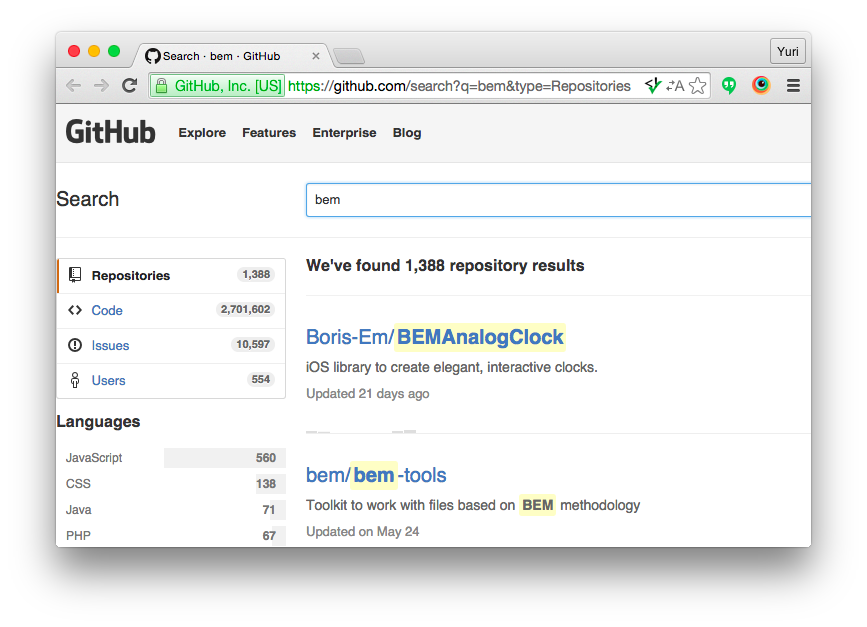 Search · bem · GitHub
Yuri
GitHub, Inc. [US] https://github.com/search?q=bem&type=Repositories
GitHub Explore Features Enterprise Blog
Search
bem
Repositories 1,388
Code 2,701,602
Issues 10,597
Users 554
Languages
JavaScript 560
CSS 138
Java 71
PHP 67
We've found 1,388 repository results
Boris-Em/BEMAnalogClock
iOS library to create elegant, interactive clocks.
Updated 21 days ago
bem/bem-tools
Toolkit to work with files based on BEM methodology
Updated on May 24